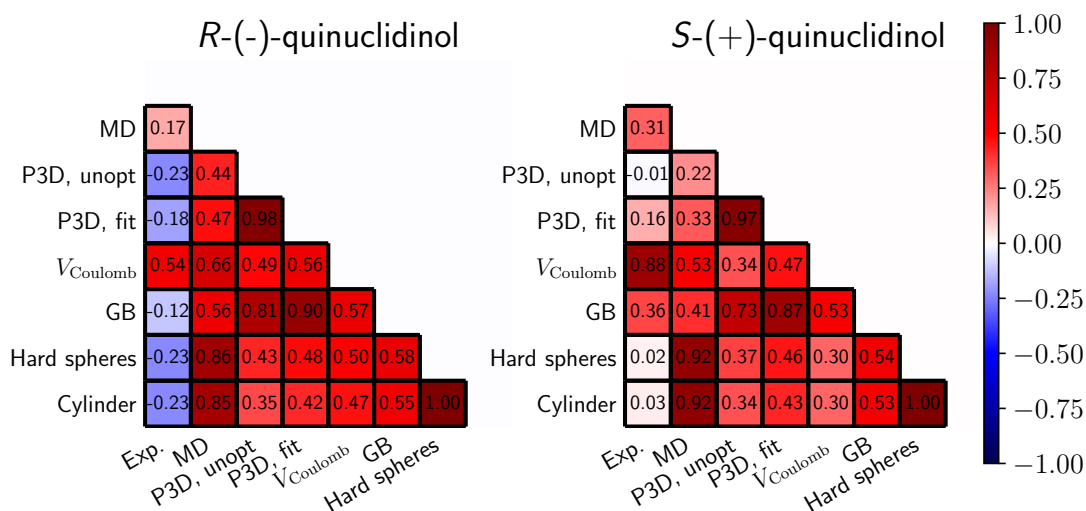 R-(-)-quinuclidinol
MD 0.17
P3D, unopt -0.23 0.44
P3D, fit -0.18 0.47 0.98
VCoulomb 0.54 0.66 0.49 0.56
GB -0.12 0.56 0.81 0.90 0.57
Hard spheres -0.23 0.86 0.43 0.48 0.50 0.58
Cylinder -0.23 0.85 0.35 0.42 0.47 0.55 1.00
Exp. MD P3D, unopt P3D, fit VCoulomb GB Hard spheres
S-(+)-quinuclidinol
MD 0.31
P3D, unopt -0.01 0.22
P3D, fit 0.16 0.33 0.97
VCoulomb 0.88 0.53 0.34 0.47
GB 0.36 0.41 0.73 0.87 0.53
Hard spheres 0.02 0.92 0.37 0.46 0.30 0.54
Cylinder 0.03 0.92 0.34 0.43 0.30 0.53 1.00
Exp. MD P3D, unopt P3D, fit VCoulomb GB Hard spheres
1.00
0.75
0.50
0.25
0.00
−0.25
−0.50
−0.75
−1.00